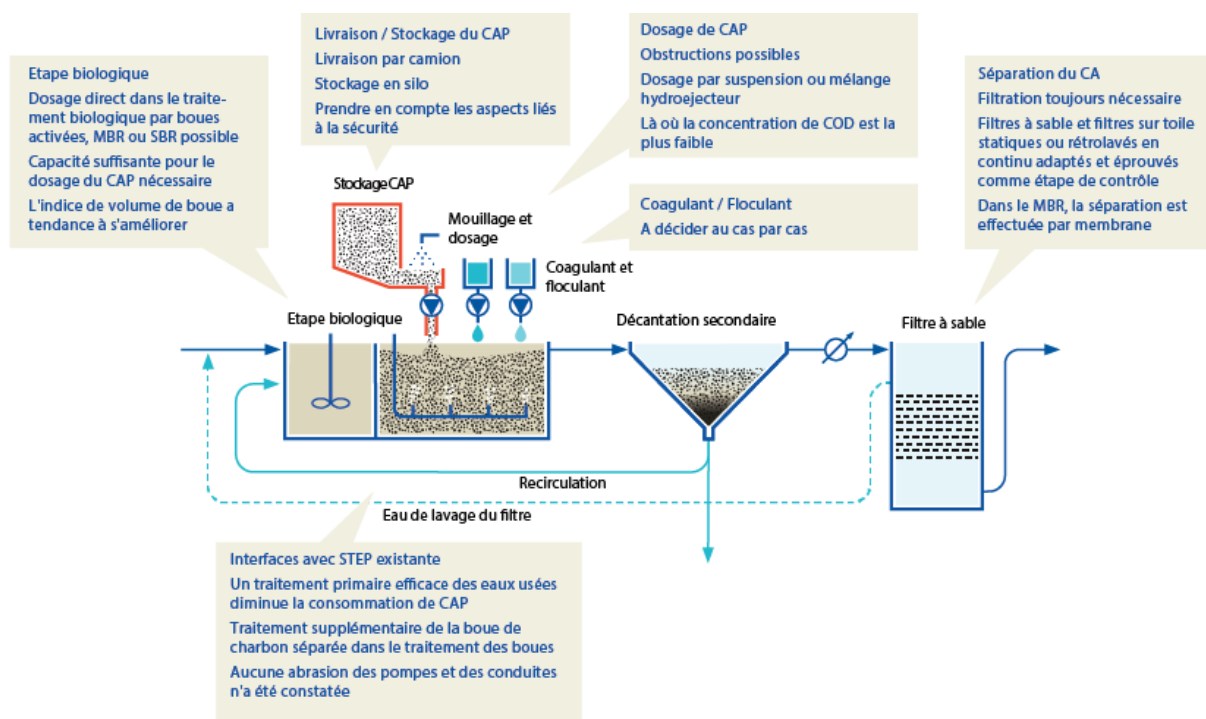 Etape biologique
Dosage direct dans le traite-
ment biologique par boues
activées, MBR ou SBR possible
Capacité suffisante pour le
dosage du CAP nécessaire
L'indice de volume de boue a
tendance à s'améliorer
Livraison / Stockage du CAP
Livraison par camion
Stockage en silo
Prendre en compte les aspects liés
à la sécurité
Dosage de CAP
Obstructions possibles
Dosage par suspension ou mélange
hydroejecteur
Là où la concentration de COD est la
plus faible
Séparation du CA
Filtration toujours nécessaire
Filtres à sable et filtres sur toile
statiques ou rétrolavés en
continu adaptés et éprouvés
comme étape de contrôle
Dans le MBR, la séparation est
effectuée par membrane
Coagulant / Floculant
A décider au cas par cas
StockageCAP
Mouillage et
dosage
Coagulant et
floculant
Etape biologique
Décantation secondaire
Filtre à sable
Recirculation
Eau de lavage du filtre
Interfaces avec STEP existante
Un traitement primaire efficace des eaux usées
diminue la consommation de CAP
Traitement supplémentaire de la boue de
charbon séparée dans le traitement des boues
Aucune abrasion des pompes et des conduites
n'a été constatée